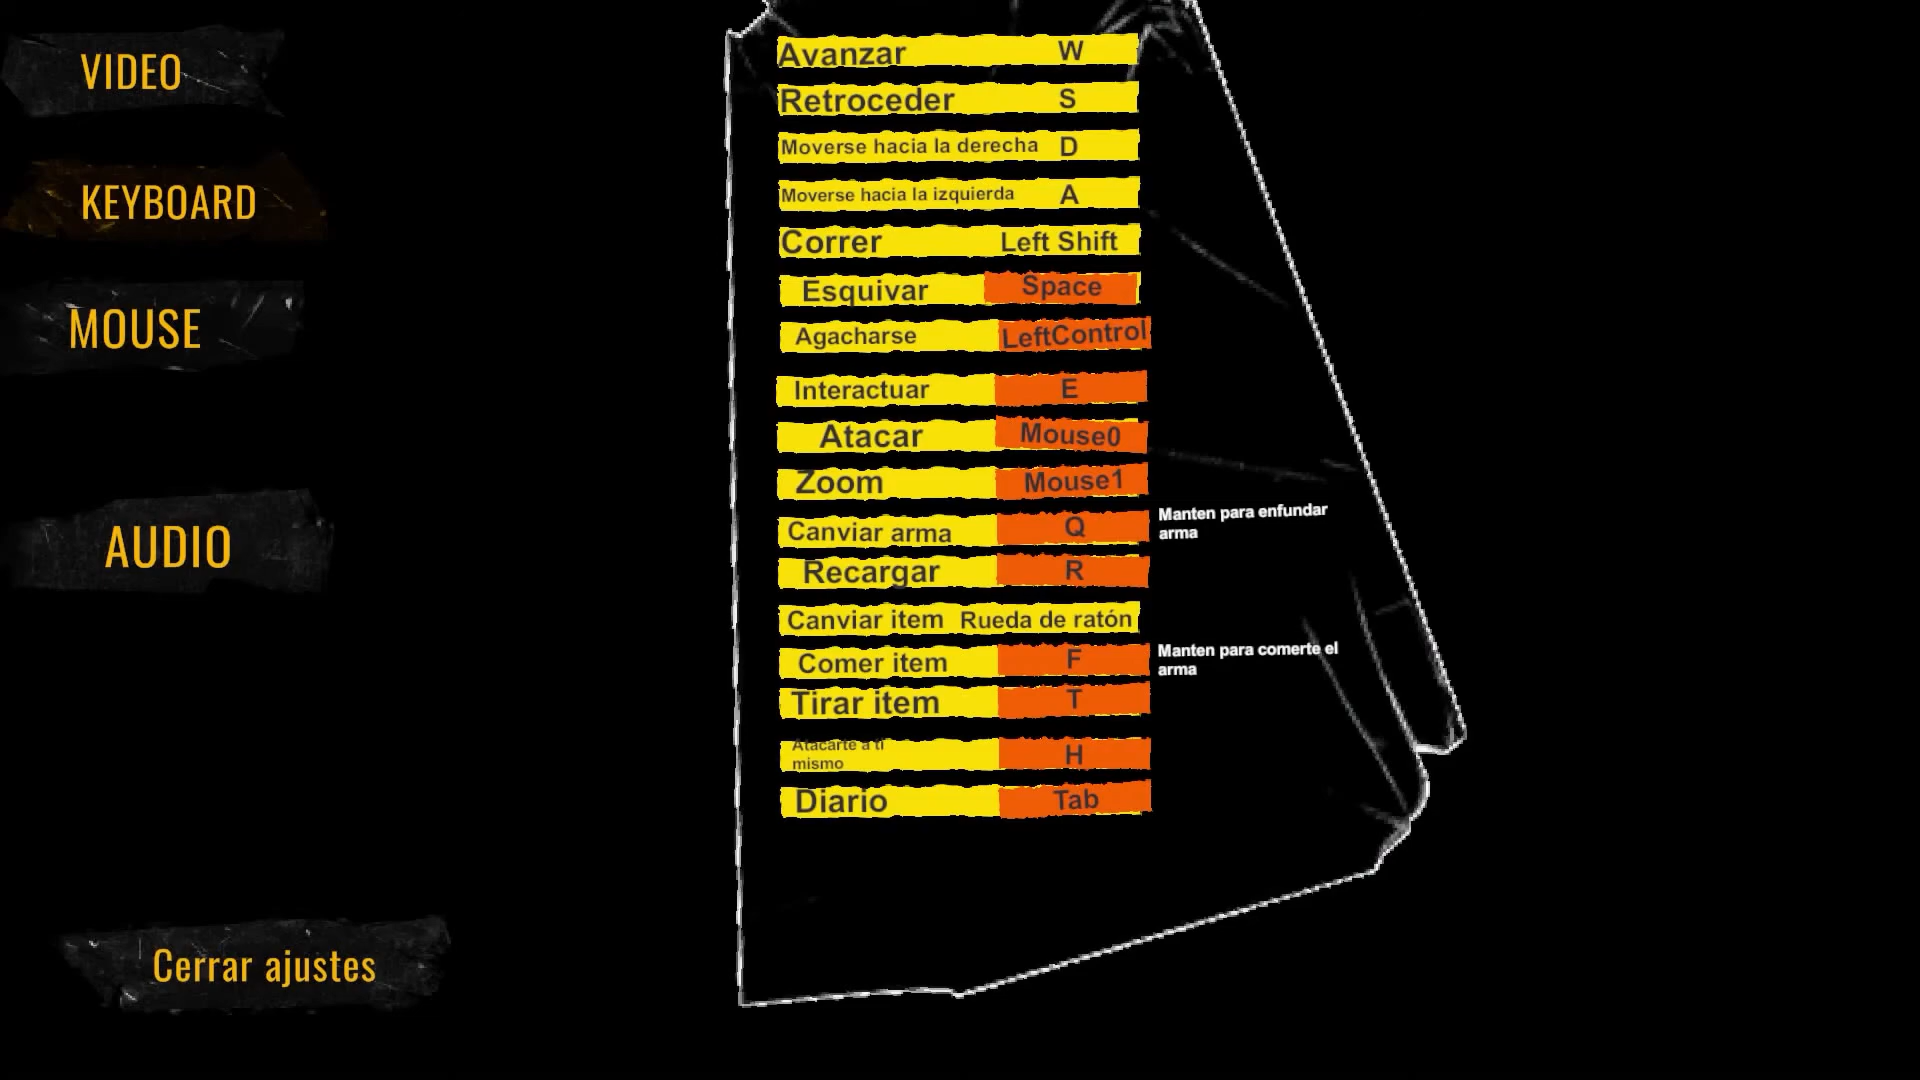 VIDEO
KEYBOARD
MOUSE
AUDIO
Cerrar ajustes
Avanzar W
Retroceder S
Moverse hacia la derecha D
Moverse hacia la izquierda A
Correr Left Shift
Esquivar Space
Agacharse LeftControl
Interactuar E
Atacar Mouse0
Zoom Mouse1
Canviar arma Q
Manten para enfundar
arma
Recargar R
Canviar item Rueda de ratón
Comer item F
Manten para comerte el
arma
Tirar item T
Atacarte a ti
mismo H
Diario Tab